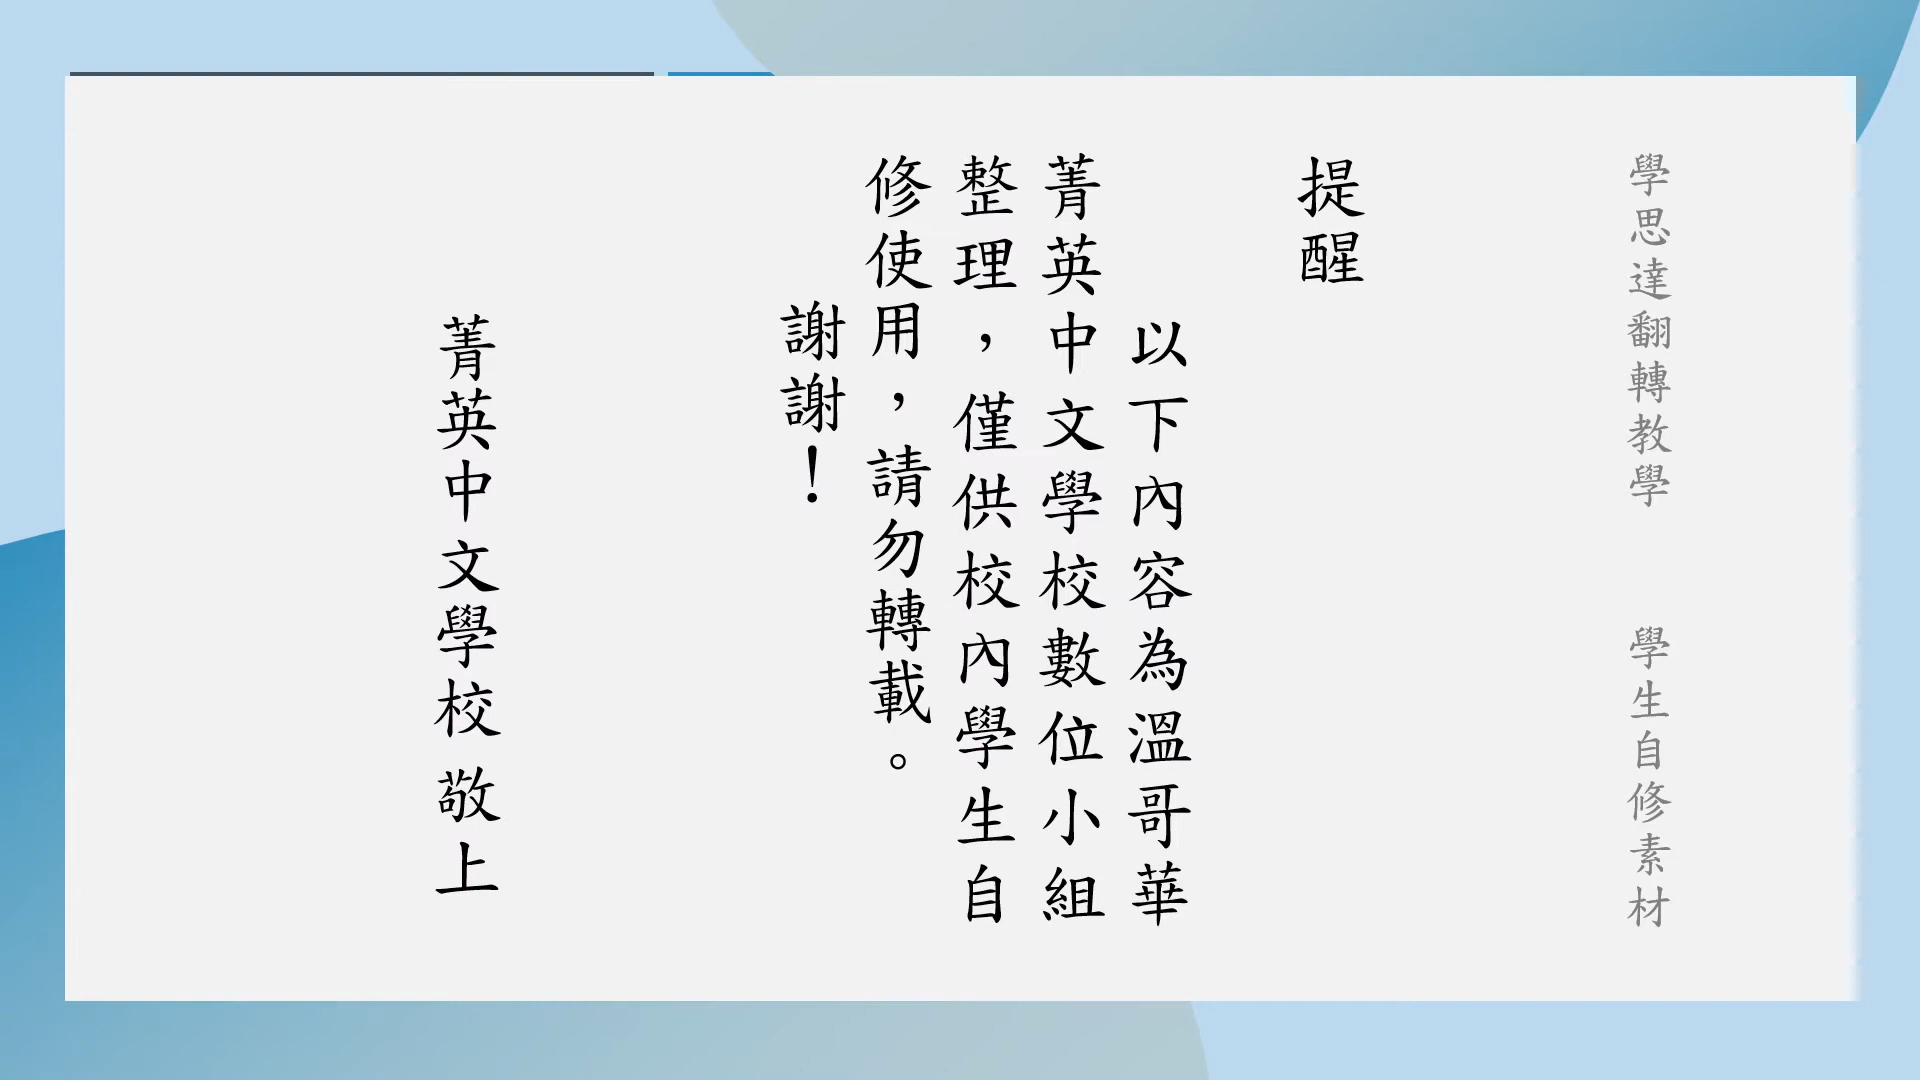 學思達翻轉教學　學生自修素材
提醒
以下內容為溫哥華
菁英中文學校數位小組
整理，僅供校內學生自
修使用，請勿轉載。
謝謝！
菁英中文學校 敬上